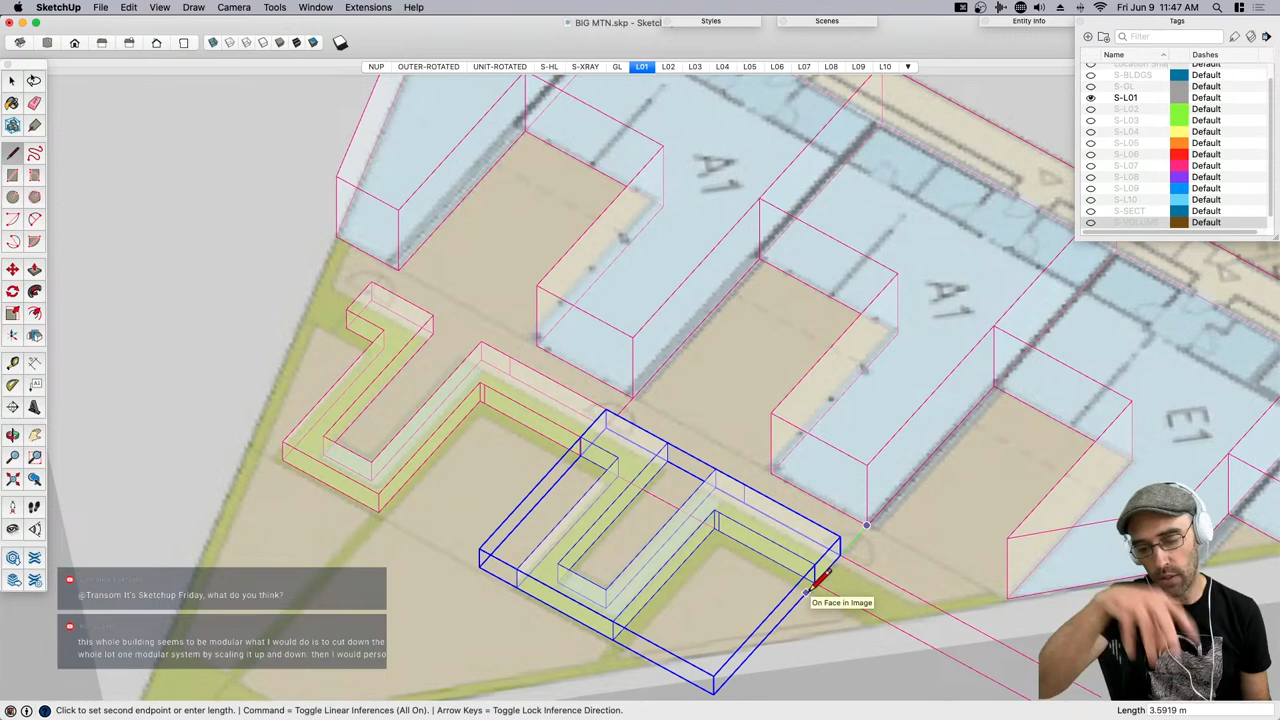 SketchUp File Edit View Draw Camera Tools Window Extensions Help
Fri Jun 9 11:47 AM
BIG MTN.skp - Sketch
Styles
Scenes
Entity Info
Tags
Filter
NUP OUTER-ROTATED UNIT-ROTATED S-HL S-XRAY GL L01 L02 L03 L04 L05 L06 L07 L08 L09 L10
Name Dashes
Default
S-BLDGS Default
S-GL Default
S-L01 Default
S-L02 Default
S-L03 Default
S-L04 Default
S-L05 Default
S-L06 Default
S-L07 Default
S-L08 Default
S-L09 Default
S-L10 Default
S-SECT Default
S-VOLUME Default
A1
A1
E1
On Face in Image
@Transom It's Sketchup Friday, what do you think?
this whole building seems to be modular what I would do is to cut down the
whole lot one modular system by scaling it up and down. then I would perso
Click to set second endpoint or enter length. | Command = Toggle Linear Inferences (All On). | Arrow Keys = Toggle Lock Inference Direction.
Length 3.5919 m